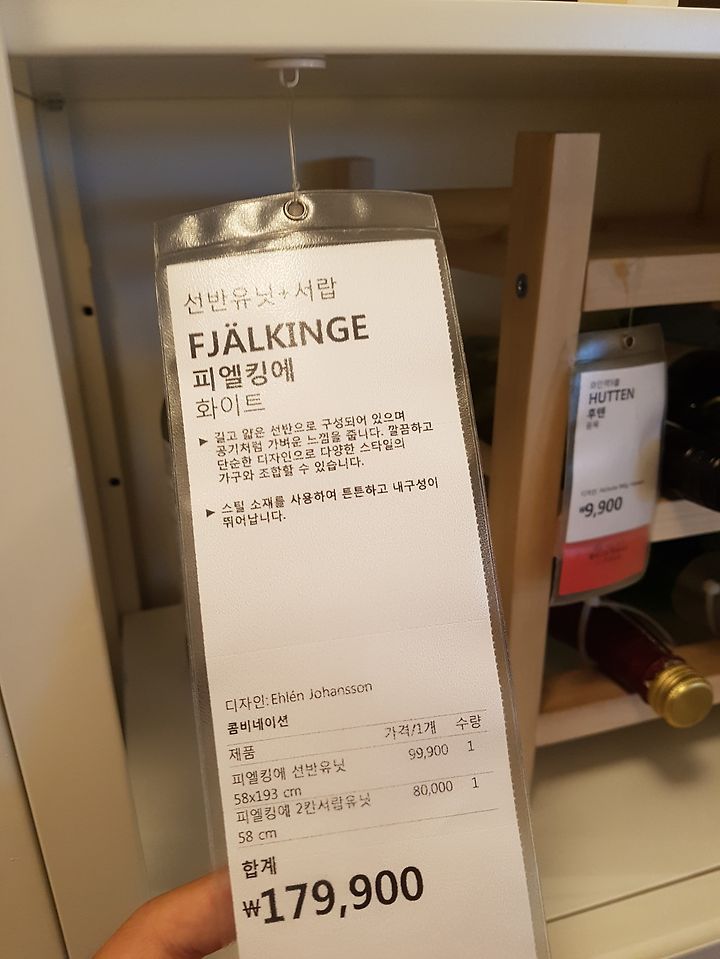 선반유닛+서랍
FJÄLKINGE
피엘킹에
화이트
▶ 길고 얇은 선반으로 구성되어 있으며
공기처럼 가벼운 느낌을 줍니다. 깔끔하고
단순한 디자인으로 다양한 스타일의
가구와 조합할 수 있습니다.
▶ 스틸 소재를 사용하여 튼튼하고 내구성이
뛰어납니다.
디자인: Ehlén Johansson
콤비네이션
제품 가격/1개 수량
피엘킹에 선반유닛 99,900 1
58x193 cm
피엘킹에 2칸서랍유닛 80,000 1
58 cm
합계
₩179,900
HUTTEN
후텐
원목
₩9,900